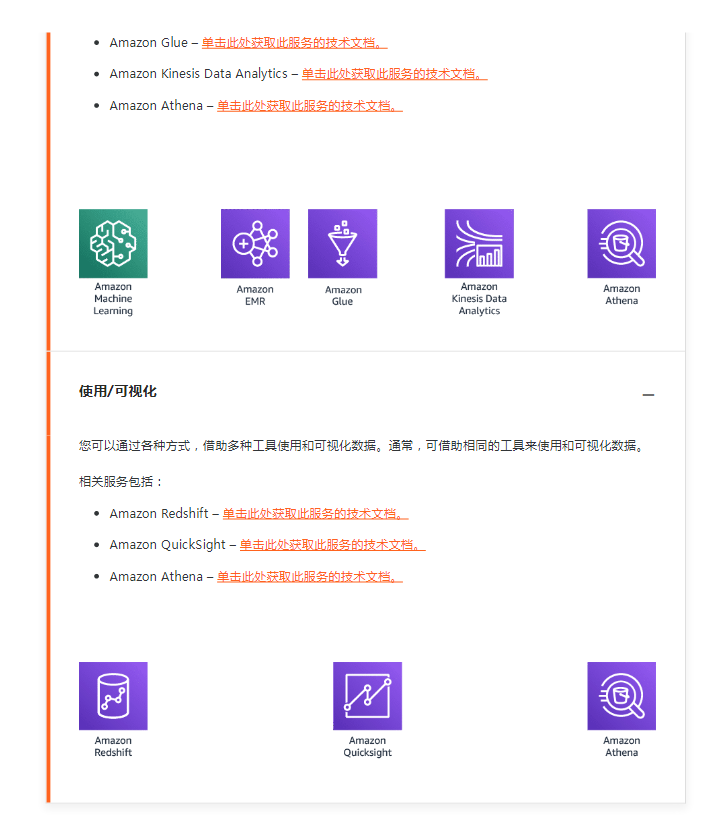 Amazon Glue – 单击此处获取此服务的技术文档。
Amazon Kinesis Data Analytics – 单击此处获取此服务的技术文档。
Amazon Athena – 单击此处获取此服务的技术文档。
Amazon
Machine
Learning
Amazon
EMR
Amazon
Glue
Amazon
Kinesis Data
Analytics
Amazon
Athena
使用/可视化
您可以通过各种方式，借助多种工具使用和可视化数据。通常，可借助相同的工具来使用和可视化数据。
相关服务包括：
Amazon Redshift – 单击此处获取此服务的技术文档。
Amazon QuickSight – 单击此处获取此服务的技术文档。
Amazon Athena – 单击此处获取此服务的技术文档。
Amazon
Redshift
Amazon
Quicksight
Amazon
Athena